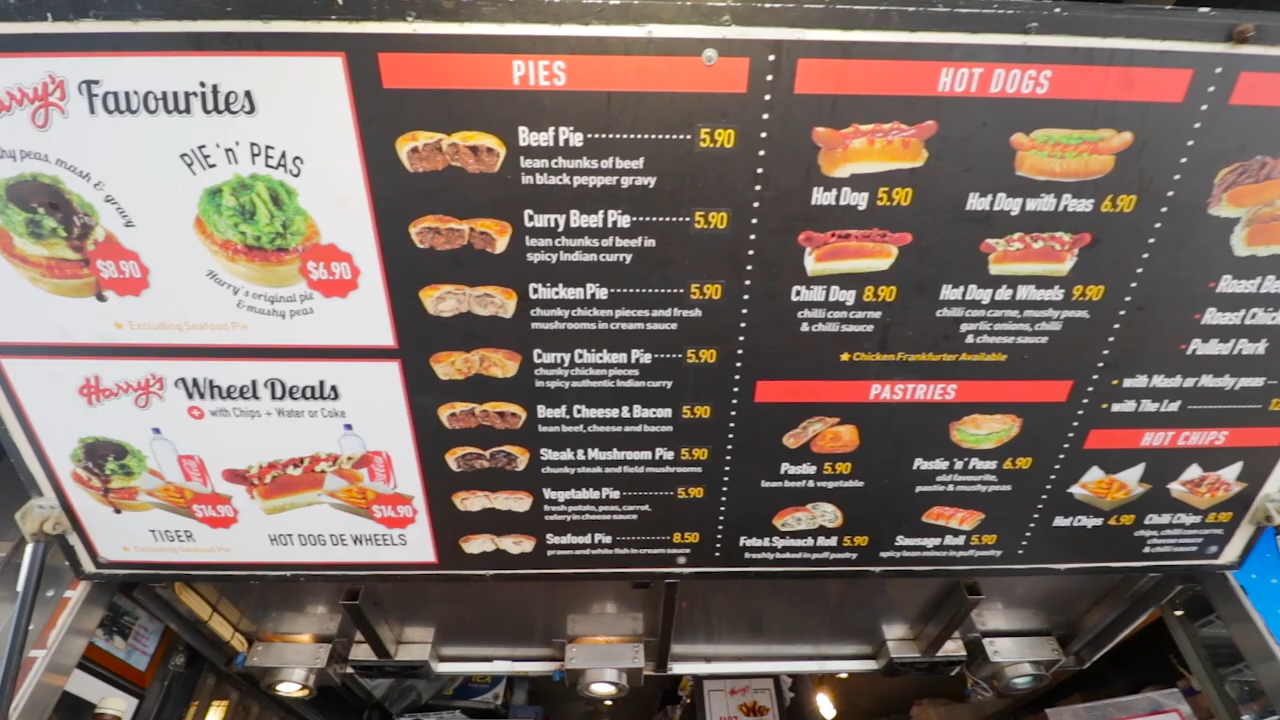 Favourites
peas, mash & gravy
$8.90
PIE 'n' PEAS
$6.90
Harry's original pie
& mushy peas
★ Excluding Seafood Pie
Harry's Wheel Deals
+ with Chips + Water or Coke
$14.90
TIGER
★ Excluding Seafood Pie
$14.90
HOT DOG DE WHEELS
PIES
Beef Pie 5.90
lean chunks of beef
in black pepper gravy
Curry Beef Pie 5.90
lean chunks of beef in
spicy Indian curry
Chicken Pie 5.90
chunky chicken pieces and fresh
mushrooms in cream sauce
Curry Chicken Pie 5.90
chunky chicken pieces
in spicy authentic Indian curry
Beef, Cheese & Bacon 5.90
lean beef, cheese and bacon
Steak & Mushroom Pie 5.90
chunky steak and field mushrooms
Vegetable Pie 5.90
fresh potato, peas, carrot,
celery in cheese sauce
Seafood Pie 8.50
prawn and white fish in cream sauce
HOT DOGS
Hot Dog 5.90
Hot Dog with Peas 6.90
Chilli Dog 8.90
chilli con carne
& chilli sauce
Hot Dog de Wheels 9.90
chilli con carne, mushy peas,
garlic onions, chilli
& cheese sauce
★ Chicken Frankfurter Available
PASTRIES
Pastie 5.90
lean beef & vegetable
Pastie 'n' Peas 6.90
old favourite,
pastie & mushy peas
Feta & Spinach Roll 5.90
freshly baked in puff pastry
Sausage Roll 5.90
spicy lean mince in puff pastry
Roast
Roast
Pulled Pork
with Mash or Mushy peas
with The Lot
HOT CHIPS
Hot Chips 4.90
Chilli Chips 8.90
cheese sauce
& chilli sauce